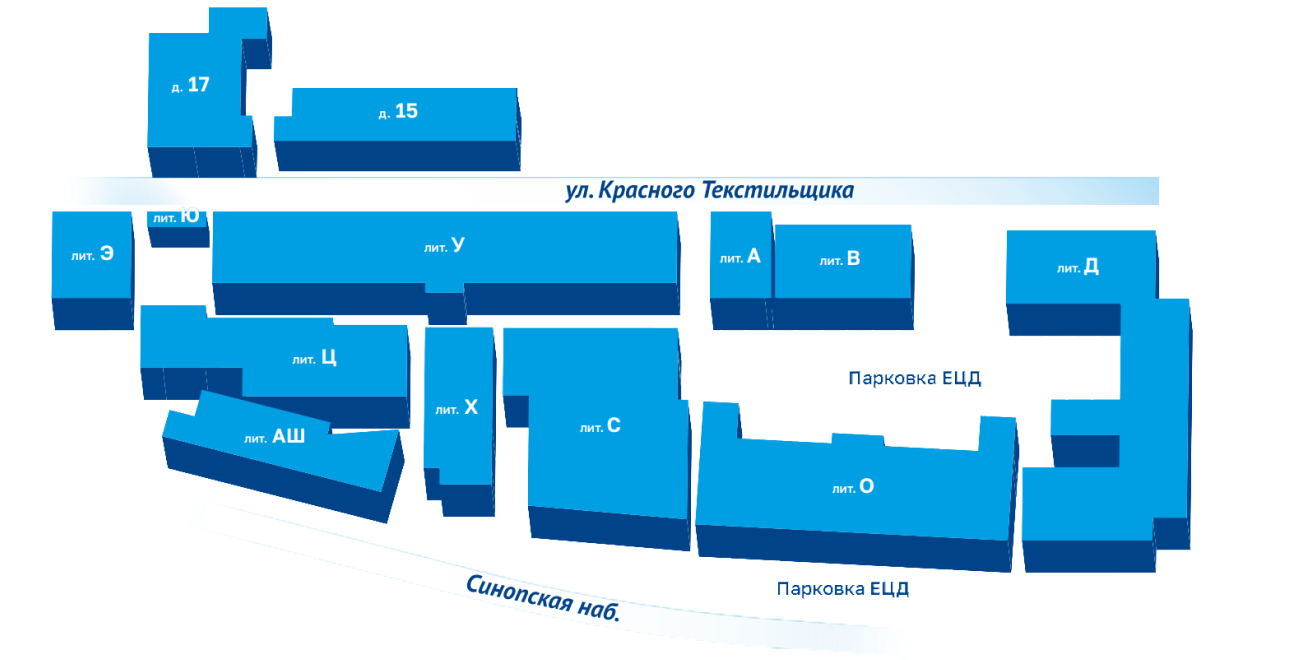 д. 17
д. 15
ул. Красного Текстильщика
лит. Э
лит. Ю
лит. У
лит. А
лит. В
лит. Д
лит. Ц
лит. Х
лит. С
Парковка ЕЦД
лит. АШ
лит. О
Синопская наб.
Парковка ЕЦД